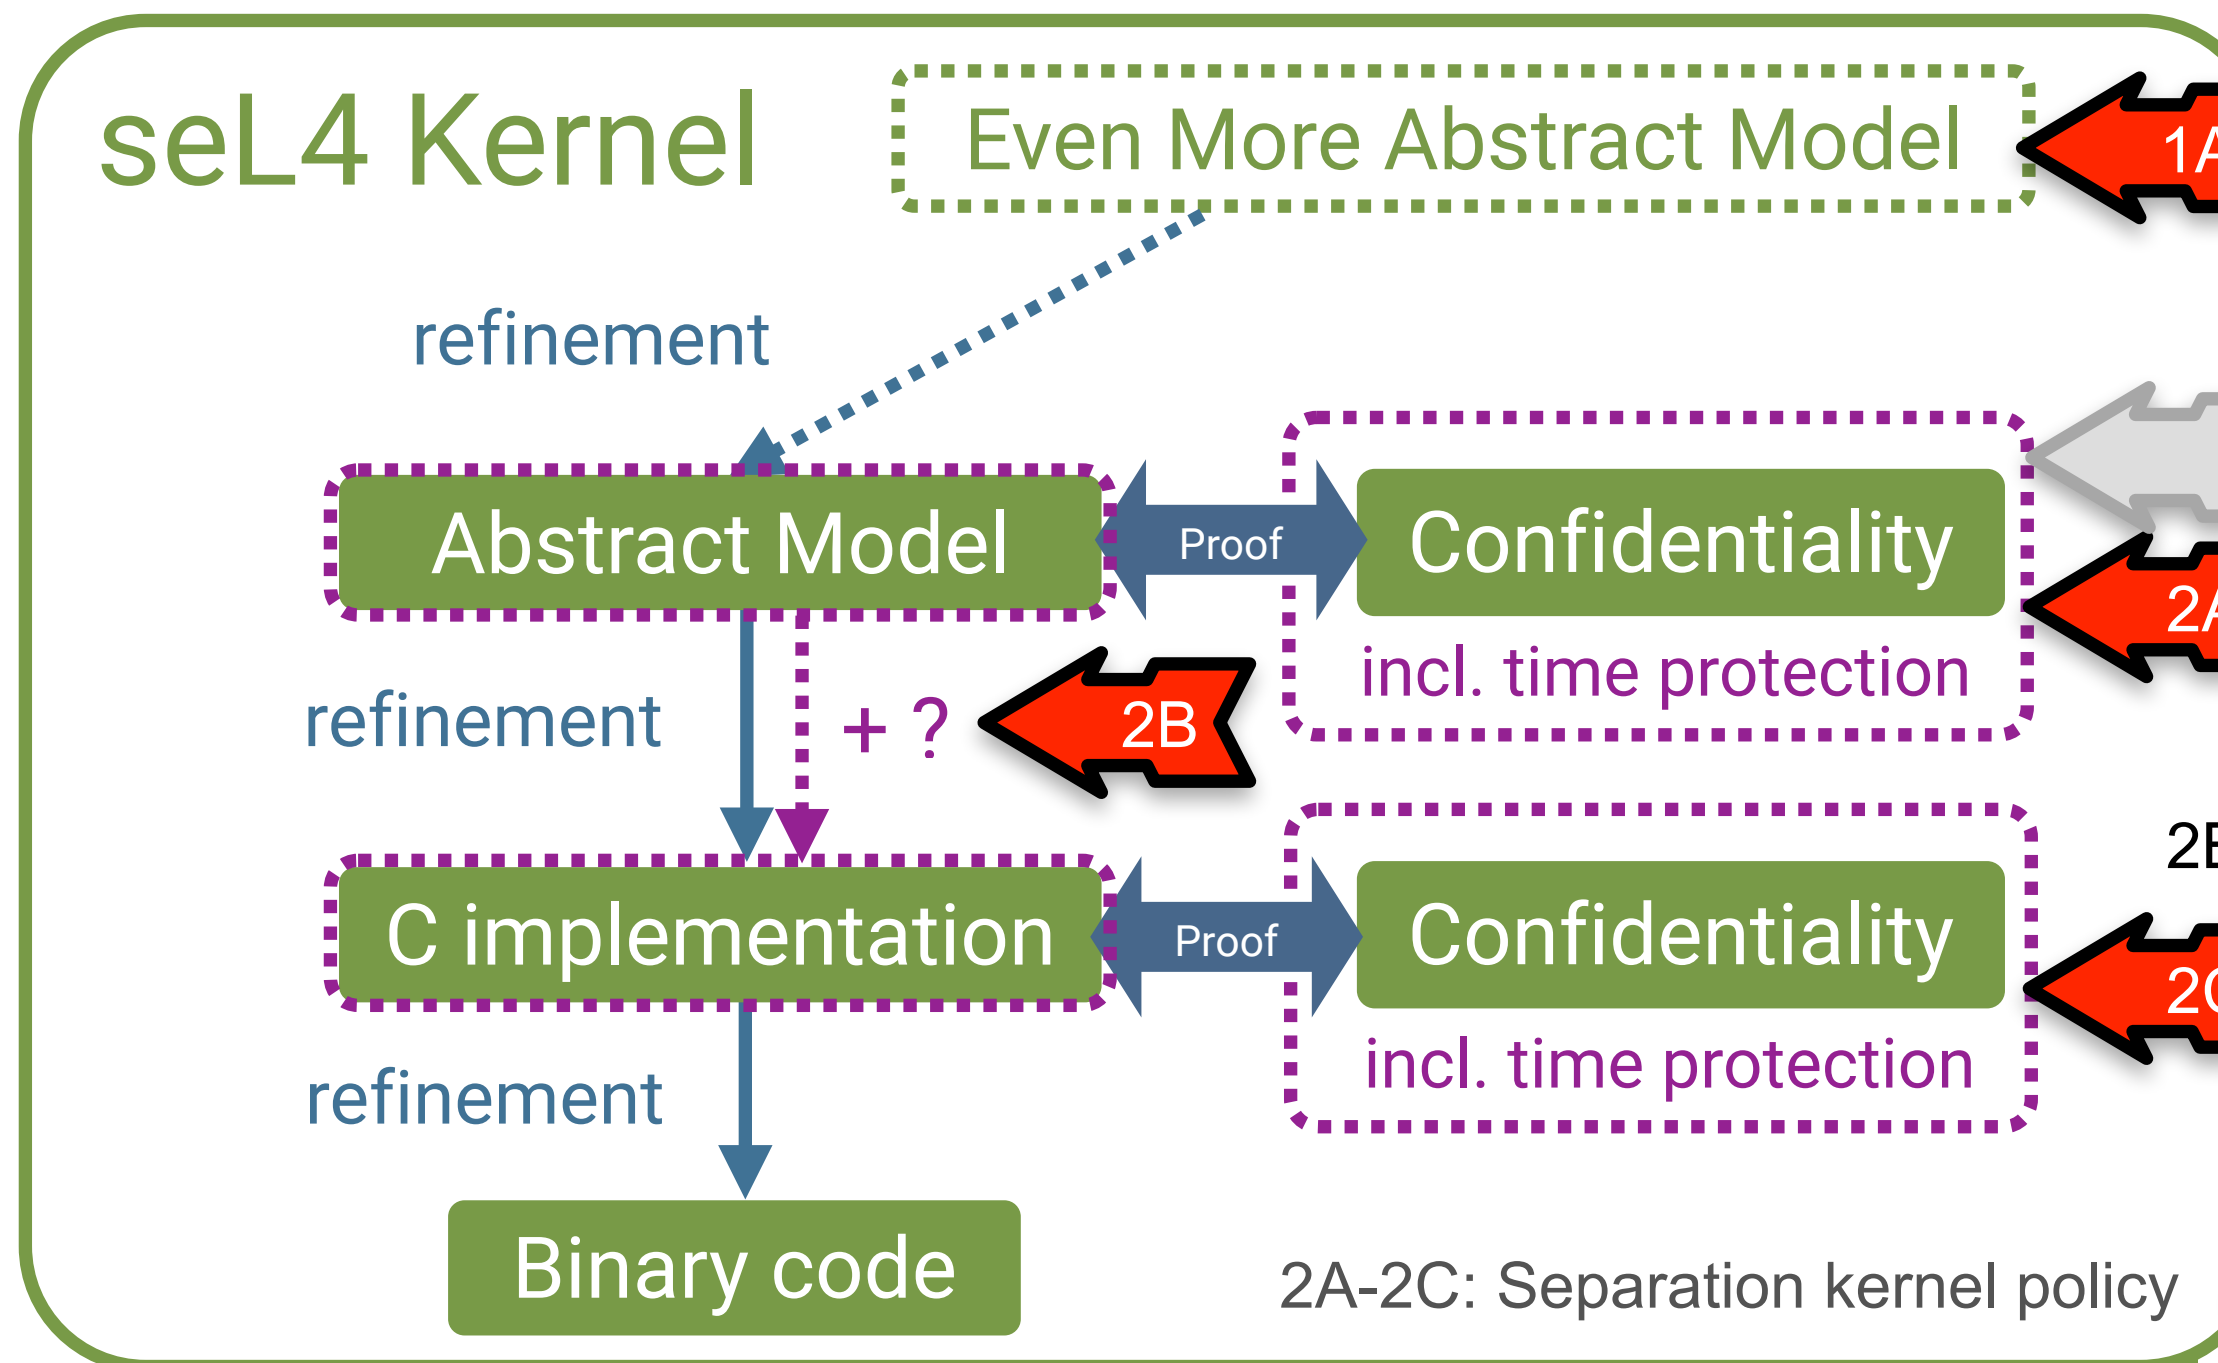 seL4 Kernel
Even More Abstract Model
1A
refinement
Abstract Model
Proof
Confidentiality
2A
incl. time protection
refinement
+ ?
2B
C implementation
Proof
Confidentiality
incl. time protection
refinement
Binary code
2A-2C: Separation kernel policy